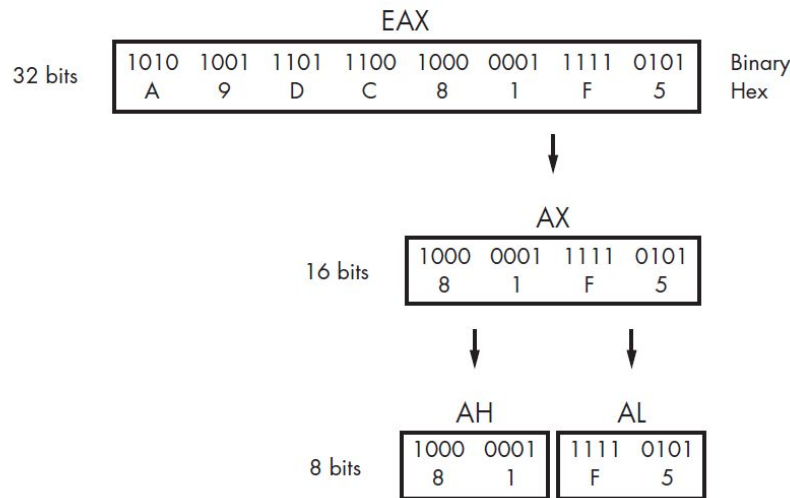 EAX
32 bits
1010 1001 1101 1100 1000 0001 1111 0101 Binary
A 9 D C 8 1 F 5 Hex
AX
16 bits
1000 0001 1111 0101
8 1 F 5
AH AL
8 bits
1000 0001 1111 0101
8 1 F 5